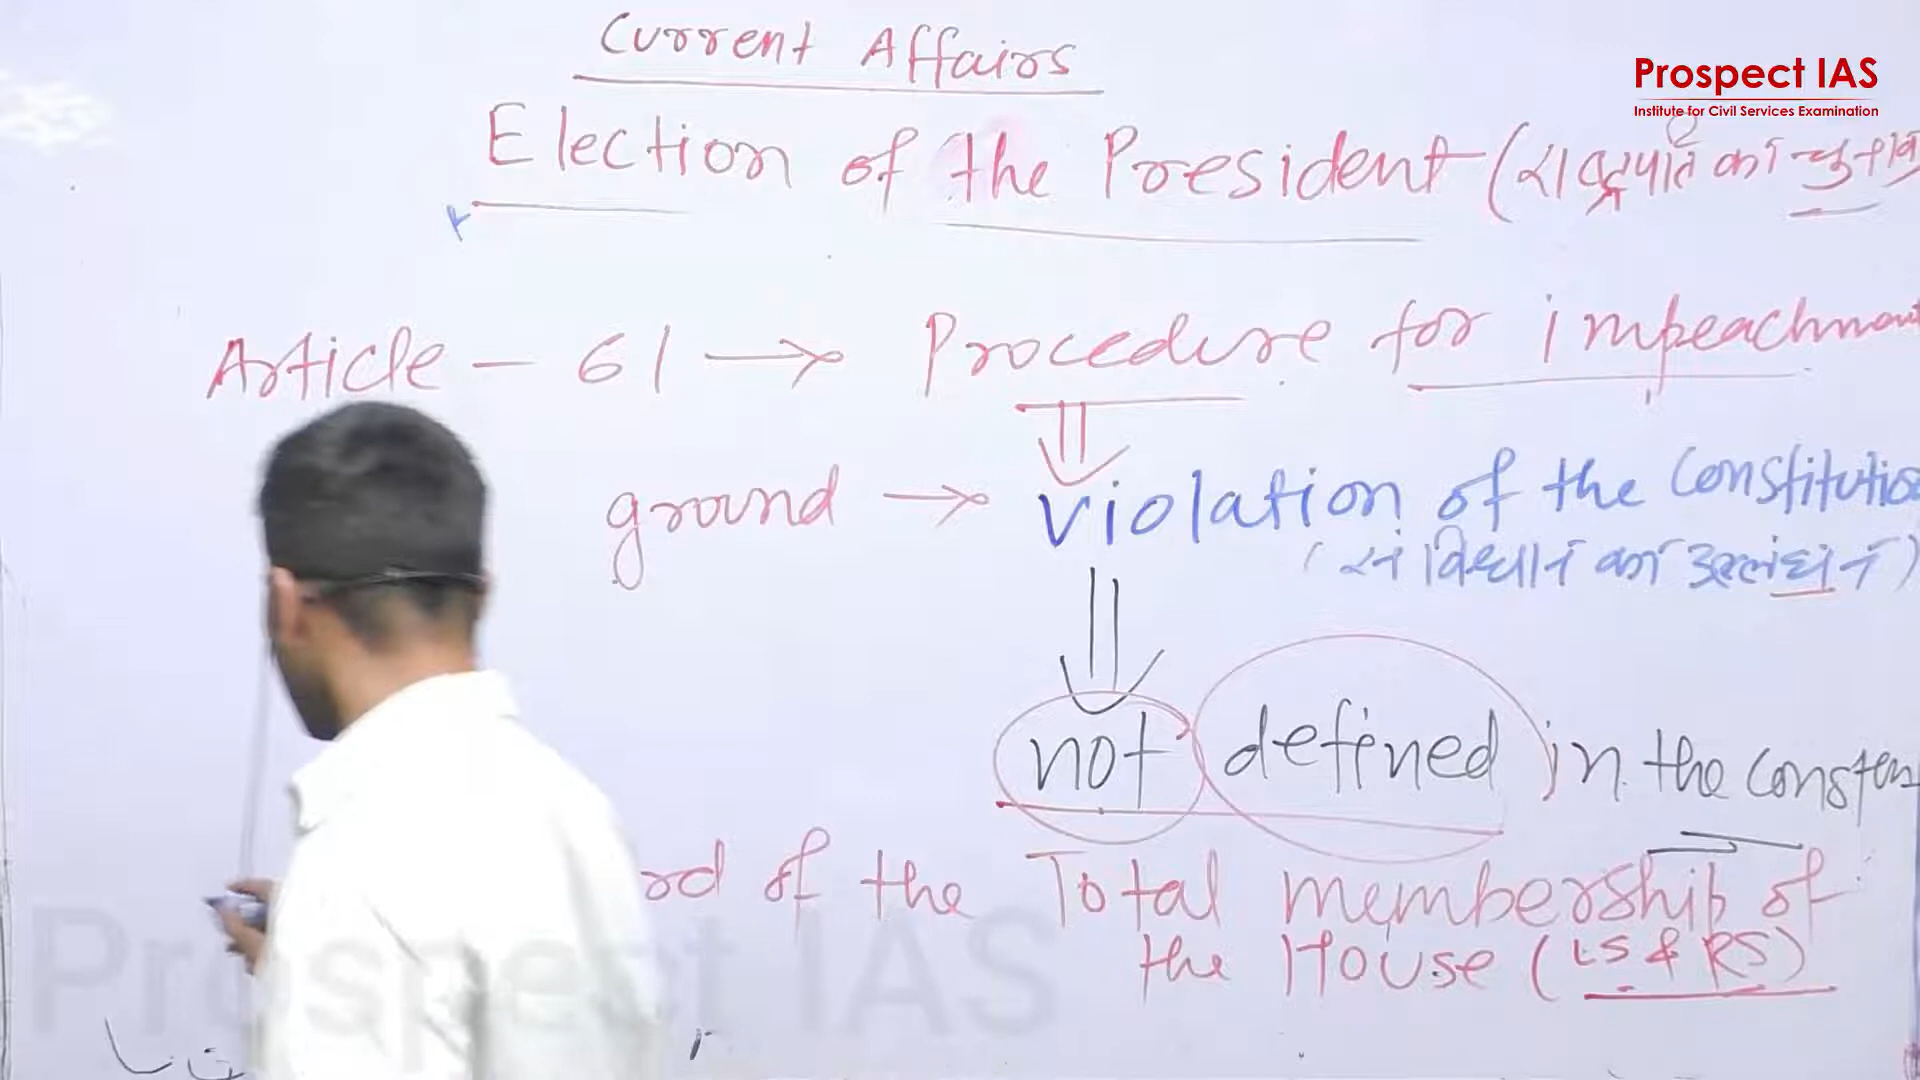 Current Affairs
Prospect IAS
Institute for Civil Services Examination
Election of the President (राष्ट्रपति का
Article - 61 → Procedure for impeachment
ground → violation of the Constitution
(संविधान का उल्लंघन)
not defined in the
rd of the Total membership of
the House (LS & RS)
Prospect IAS